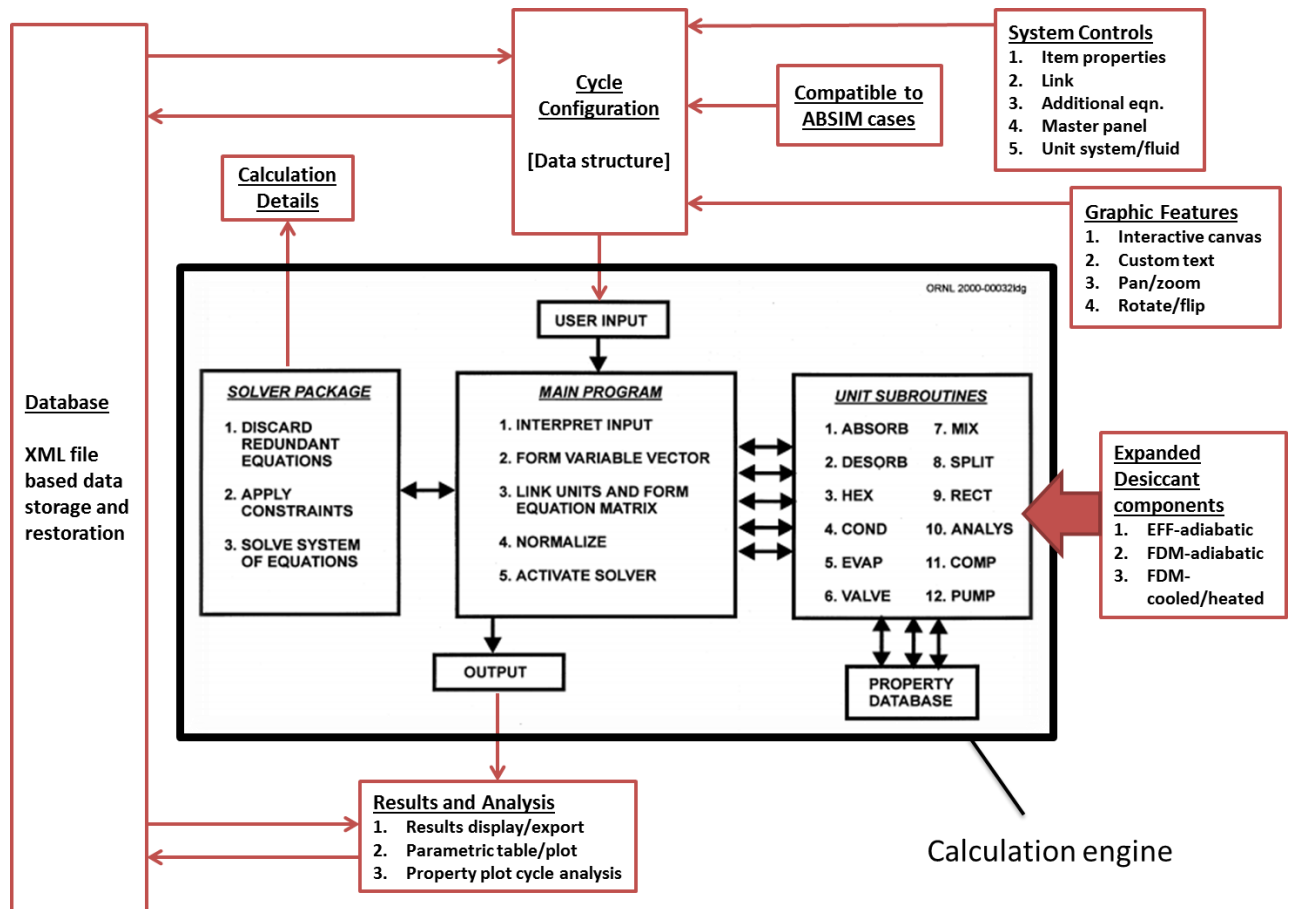 System Controls
1. Item properties
2. Link
3. Additional eqn.
4. Master panel
5. Unit system/fluid
Cycle
Configuration
[Data structure]
Compatible to
ABSIM cases
Calculation
Details
Graphic Features
1. Interactive canvas
2. Custom text
3. Pan/zoom
4. Rotate/flip
Database
XML file
based data
storage and
restoration
ORNL 2000-00032ldg
USER INPUT
SOLVER PACKAGE
1. DISCARD
REDUNDANT
EQUATIONS
2. APPLY
CONSTRAINTS
3. SOLVE SYSTEM
OF EQUATIONS
MAIN PROGRAM
1. INTERPRET INPUT
2. FORM VARIABLE VECTOR
3. LINK UNITS AND FORM
EQUATION MATRIX
4. NORMALIZE
5. ACTIVATE SOLVER
UNIT SUBROUTINES
1. ABSORB
2. DESORB
3. HEX
4. COND
5. EVAP
6. VALVE
7. MIX
8. SPLIT
9. RECT
10. ANALYS
11. COMP
12. PUMP
Expanded
Desiccant
components
1. EFF-adiabatic
2. FDM-adiabatic
3. FDM-
cooled/heated
OUTPUT
PROPERTY
DATABASE
Results and Analysis
1. Results display/export
2. Parametric table/plot
3. Property plot cycle analysis
Calculation engine